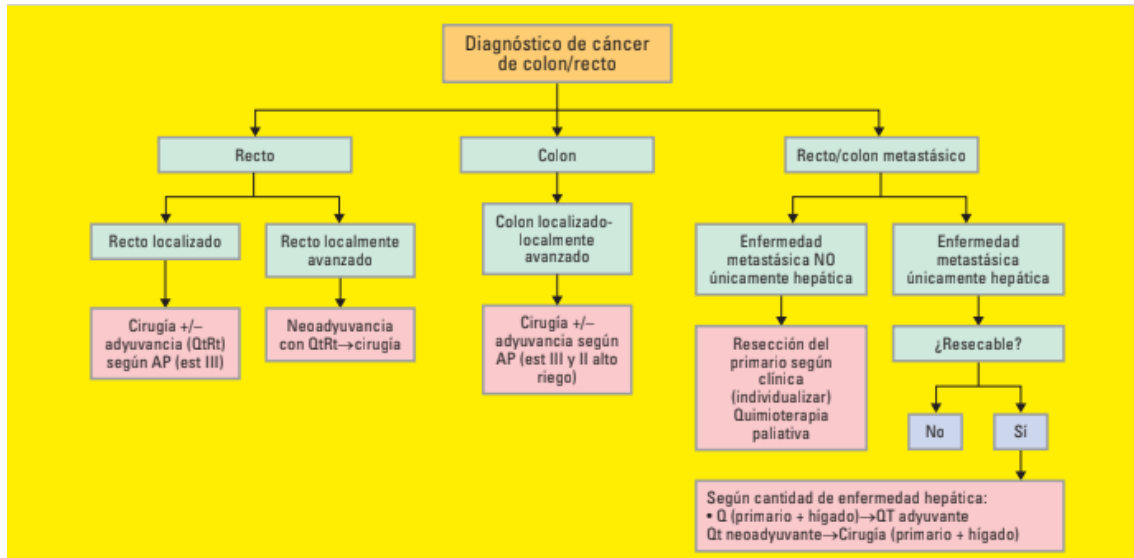 Diagnóstico de cáncer
de colon/recto
Recto
Colon
Recto/colon metastásico
Recto localizado
Recto localmente
avanzado
Colon localizado-
localmente
avanzado
Enfermedad
metastásica NO
únicamente hepática
Enfermedad
metastásica
únicamente hepática
Cirugía +/–
adyuvancia (QtRt)
según AP (est III)
Neoadyuvancia
con QtRt→cirugía
Cirugía +/–
adyuvancia según
AP (est III y II alto
riego)
Resección del
primario según
clínica
(individualizar)
Quimioterapia
paliativa
¿Resecable?
No
Sí
Según cantidad de enfermedad hepática:
• Q (primario + hígado)→QT adyuvante
Qt neoadyuvante→Cirugía (primario + hígado)